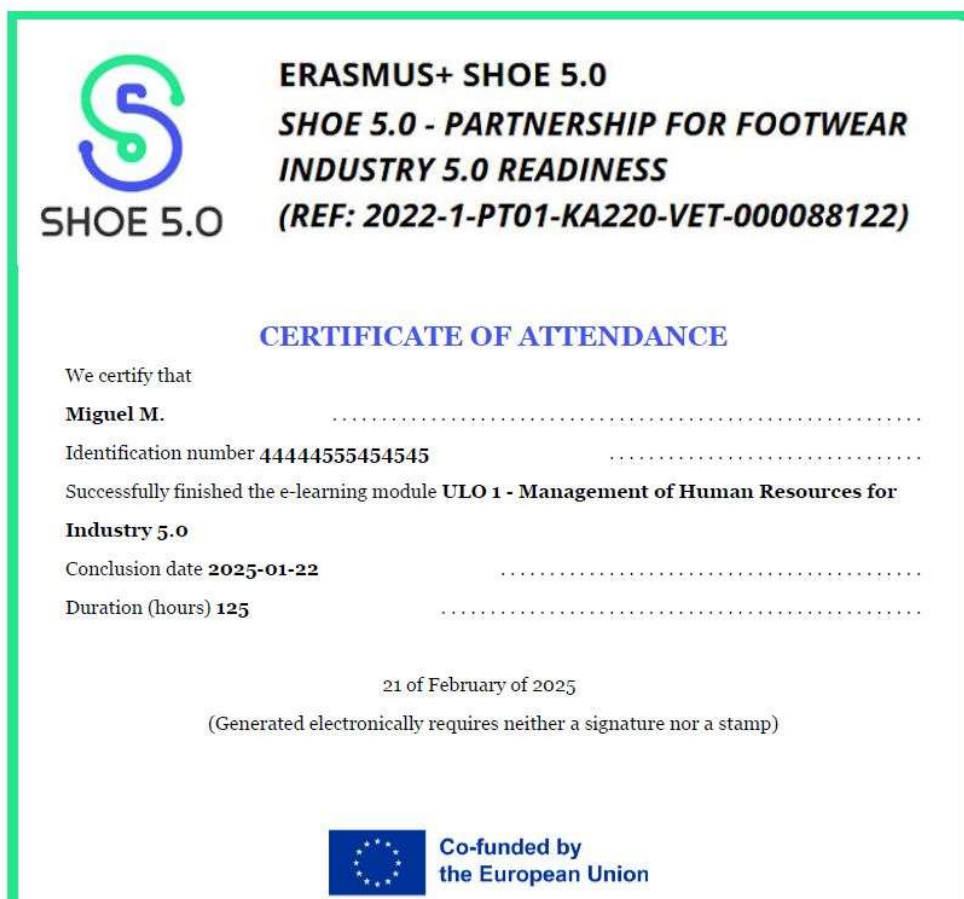 ERASMUS+ SHOE 5.0
SHOE 5.0 - PARTNERSHIP FOR FOOTWEAR
INDUSTRY 5.0 READINESS
(REF: 2022-1-PT01-KA220-VET-000088122)
SHOE 5.0
CERTIFICATE OF ATTENDANCE
We certify that
Miguel M. ............................................................
Identification number 44444555454545 ................................
Successfully finished the e-learning module ULO 1 - Management of Human Resources for
Industry 5.0
Conclusion date 2025-01-22 ...........................................
Duration (hours) 125 .................................................
21 of February of 2025
(Generated electronically requires neither a signature nor a stamp)
Co-funded by
the European Union